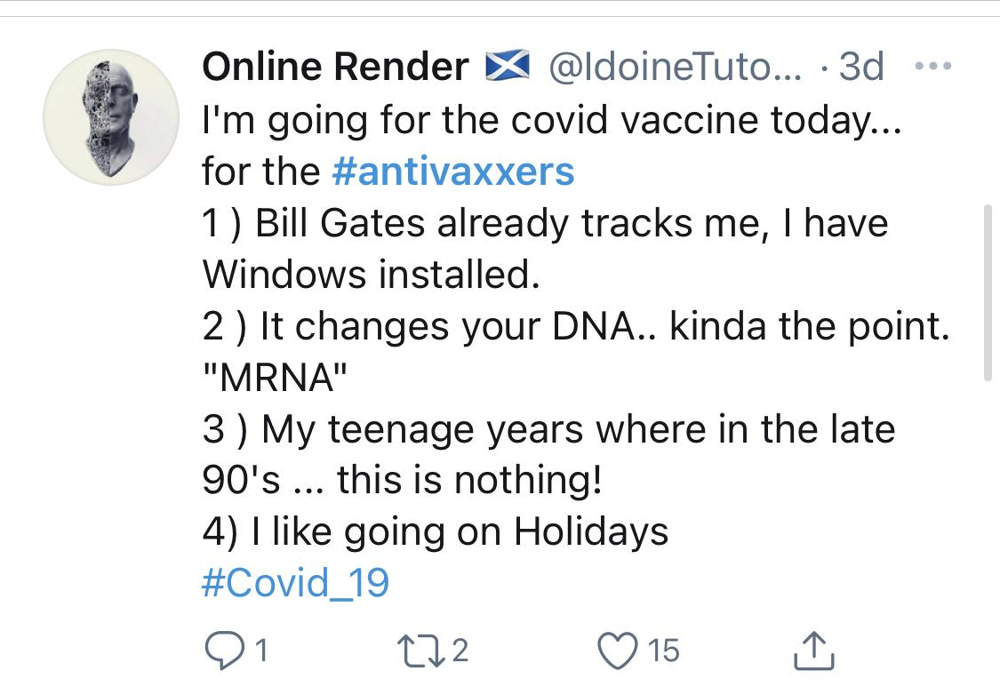 Online Render 🏴󠁧󠁢󠁳󠁣󠁴󠁿 @IdoineTuto... · 3d
I'm going for the covid vaccine today...
for the #antivaxxers
1 ) Bill Gates already tracks me, I have
Windows installed.
2 ) It changes your DNA.. kinda the point.
"MRNA"
3 ) My teenage years where in the late
90's ... this is nothing!
4) I like going on Holidays
#Covid_19
1 2 15